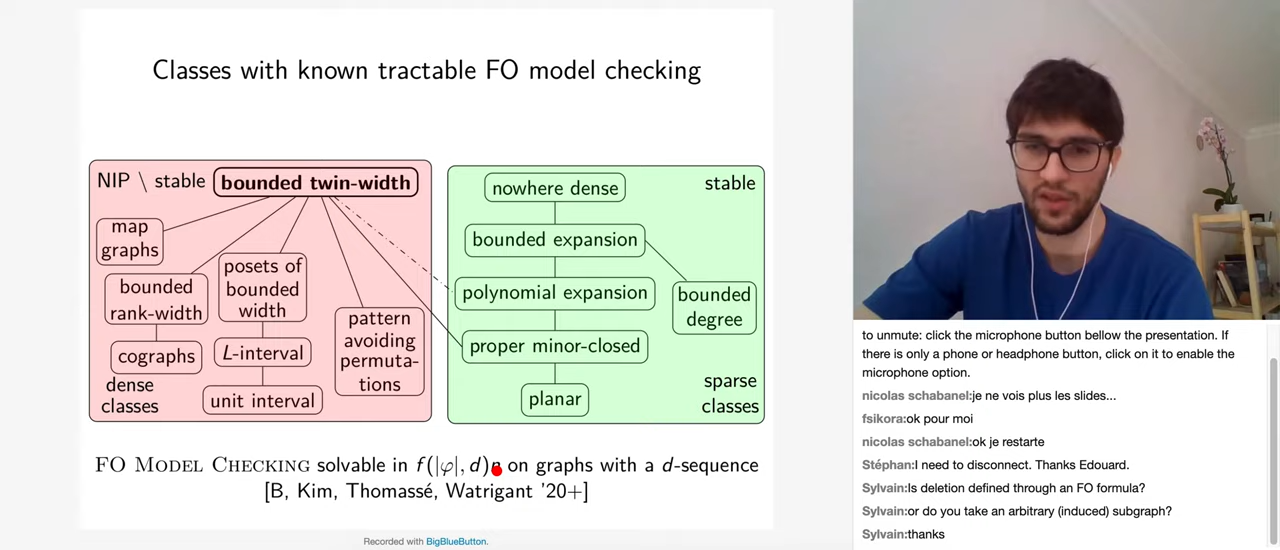 Classes with known tractable FO model checking
NIP \ stable
bounded twin-width
map
graphs
bounded
rank-width
cographs
dense
classes
posets of
bounded
width
L-interval
unit interval
pattern
avoiding
permuta-
tions
nowhere dense
stable
bounded expansion
polynomial expansion
bounded
degree
proper minor-closed
planar
sparse
classes
FO Model Checking solvable in f(|φ|, d)n on graphs with a d-sequence
[B, Kim, Thomassé, Watrigant '20+]
Recorded with BigBlueButton.
to unmute: click the microphone button bellow the presentation. If
there is only a phone or headphone button, click on it to enable the
microphone option.
nicolas schabanel:je ne vois plus les slides...
fsikora:ok pour moi
nicolas schabanel:ok je restarte
Stéphan:I need to disconnect. Thanks Edouard.
Sylvain:Is deletion defined through an FO formula?
Sylvain:or do you take an arbitrary (induced) subgraph?
Sylvain:thanks